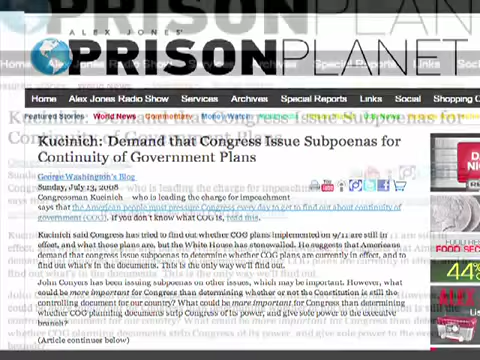 ALEX JONES'
PRISONPLANET
Home Alex Jones Radio Show Services Archives Special Reports Links Social Shopping
Featured Stories World News Commentary
Kucinich: Demand that Congress Issue Subpoenas for
Continuity of Government Plans
George Washington's Blog
Sunday, July 13, 2008
Congressman Kucinich – who is leading the charge for impeachment
says that the American people must pressure Congress every day to get to find out about continuity of
government (COG). If you don't know what COG is, read this.
Kucinich said Congress has tried to find out whether COG plans implemented on 9/11 are still in
effect, and what those plans are, but the White House has stonewalled. He suggests that Americans
demand that congress issue subpoenas to determine whether COG plans are currently in effect, and to
find out what's in the documents. This is the only way we'll find out.
John Conyers has been issuing subpoenas on other issues, which may be important. However, what
could be more important for Congress than determining whether or not the Constitution is still the
controlling document for our country? What could be more important for Congress than determining
whether COG planning documents strip Congress of its power, and give sole power to the executive
branch?
(Article continues below)
44%